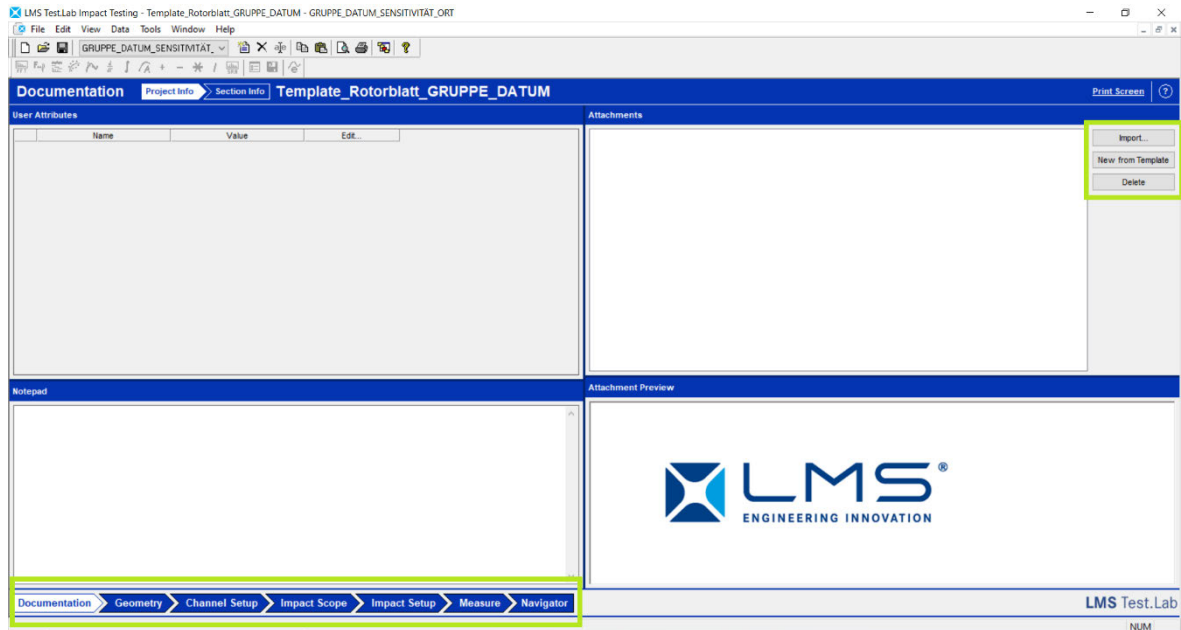 LMS Test.Lab Impact Testing - Template_Rotorblatt_GRUPPE_DATUM - GRUPPE_DATUM_SENSITIVITÄT_ORT
File Edit View Data Tools Window Help
GRUPPE_DATUM_SENSITIVITÄT_
Documentation Project Info Section Info Template_Rotorblatt_GRUPPE_DATUM Print Screen ?
User Attributes Attachments
Name Value Edit... Import...
New from Template
Delete
Notepad Attachment Preview
LMS®
ENGINEERING INNOVATION
Documentation Geometry Channel Setup Impact Scope Impact Setup Measure Navigator LMS Test.Lab
NUM